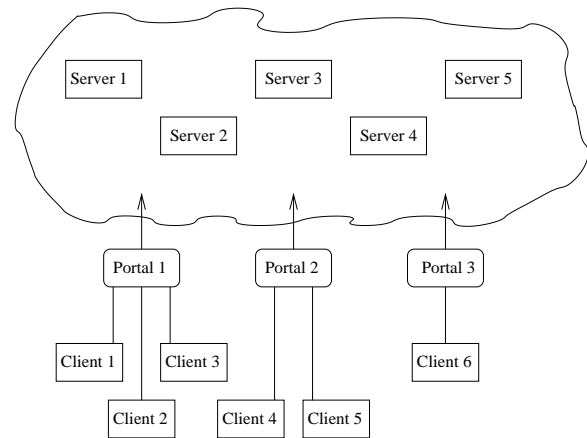 Server 1
Server 3
Server 5
Server 2
Server 4
Portal 1
Portal 2
Portal 3
Client 1
Client 3
Client 6
Client 2
Client 4
Client 5